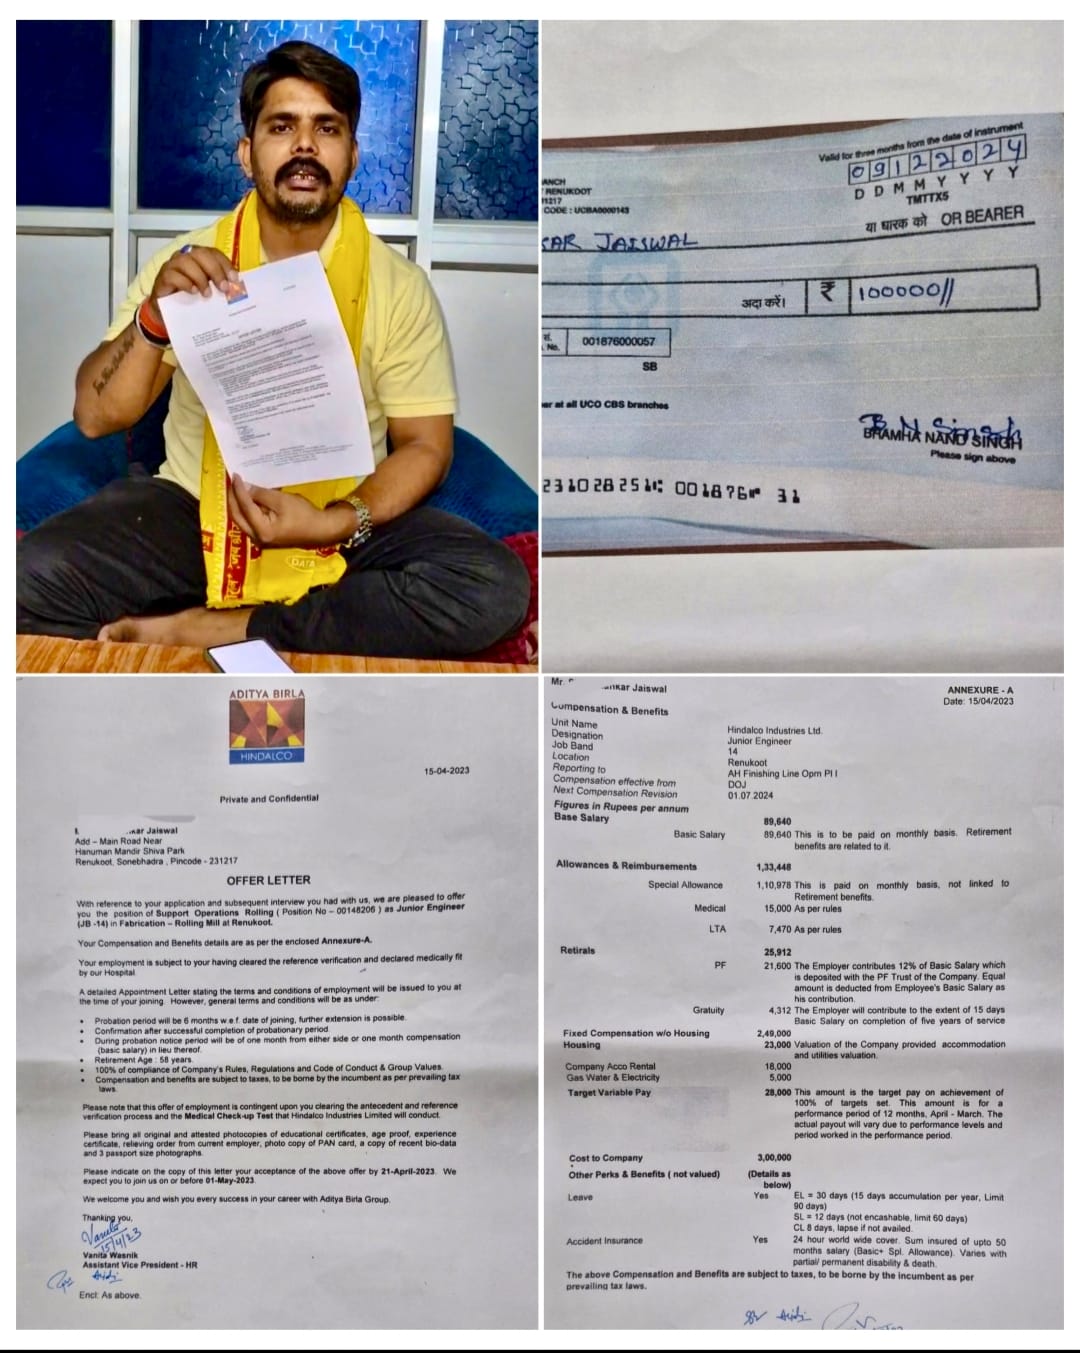 DATA
Valid for three months from the date of instrument
09122024
D D M M Y Y Y Y
TMTTX5
ANCH
RENUKOOT
CODE : UCBA0000143
या धारक को OR BEARER
KAR JAISWAL
अदा करें। ₹ 100000//
No. 001876000057
SB
at all UCO CBS branches
B N Singh
BRAMHA NAND SINGH
Please sign above
231028251 001876 31
ADITYA BIRLA
HINDALCO
15-04-2023
Private and Confidential
kar Jaiswal
Add – Main Road Near
Hanuman Mandir Shiva Park
Renukoot, Sonebhadra , Pincode - 231217
OFFER LETTER
With reference to your application and subsequent interview you had with us, we are pleased to offer
you the position of Support Operations Rolling ( Position No – 00148206 ) as Junior Engineer
(JB -14) in Fabrication – Rolling Mill at Renukoot.
Your Compensation and Benefits details are as per the enclosed Annexure-A.
Your employment is subject to your having cleared the reference verification and declared medically fit
by our Hospital.
A detailed Appointment Letter stating the terms and conditions of employment will be issued to you at
the time of your joining. However, general terms and conditions will be as under:
• Probation period will be 6 months w.e.f. date of joining, further extension is possible.
• Confirmation after successful completion of probationary period.
• During probation notice period will be of one month from either side or one month compensation
(basic salary) in lieu thereof.
• Retirement Age : 58 years.
• 100% of compliance of Company's Rules, Regulations and Code of Conduct & Group Values.
• Compensation and benefits are subject to taxes, to be borne by the incumbent as per prevailing tax
laws.
Please note that this offer of employment is contingent upon you clearing the antecedent and reference
verification process and the Medical Check-up Test that Hindalco Industries Limited will conduct.
Please bring all original and attested photocopies of educational certificates, age proof, experience
certificate, relieving order from current employer, photo copy of PAN card, a copy of recent bio-data
and 3 passport size photographs.
Please indicate on the copy of this letter your acceptance of the above offer by 21-April-2023. We
expect you to join us on or before 01-May-2023.
We welcome you and wish you every success in your career with Aditya Birla Group.
Thanking you,
Vanita
15/4/23
Vanita Wasnik
Assistant Vice President - HR
Encl: As above.
Mr. nkar Jaiswal
ANNEXURE - A
Date: 15/04/2023
Compensation & Benefits
Unit Name Hindalco Industries Ltd.
Designation Junior Engineer
Job Band 14
Location Renukoot
Reporting to AH Finishing Line Opm Pl I
Compensation effective from DOJ
Next Compensation Revision 01.07.2024
Figures in Rupees per annum
Base Salary 89,640
Basic Salary 89,640 This is to be paid on monthly basis. Retirement
benefits are related to it.
Allowances & Reimbursements 1,33,448
Special Allowance 1,10,978 This is paid on monthly basis, not linked to
Retirement benefits.
Medical 15,000 As per rules
LTA 7,470 As per rules
Retirals 25,912
PF 21,600 The Employer contributes 12% of Basic Salary which
is deposited with the PF Trust of the Company. Equal
amount is deducted from Employee's Basic Salary as
his contribution.
Gratuity 4,312 The Employer will contribute to the extent of 15 days
Basic Salary on completion of five years of service
Fixed Compensation w/o Housing 2,49,000
Housing 23,000 Valuation of the Company provided accommodation
and utilities valuation.
Company Acco Rental 18,000
Gas Water & Electricity 5,000
Target Variable Pay 28,000 This amount is the target pay on achievement of
100% of targets set. This amount is for a
performance period of 12 months, April - March. The
actual payout will vary due to performance levels and
period worked in the performance period.
Cost to Company 3,00,000
Other Perks & Benefits ( not valued) (Details as
below)
Leave Yes EL = 30 days (15 days accumulation per year, Limit
90 days)
SL = 12 days (not encashable, limit 60 days)
CL 8 days, lapse if not availed.
Accident Insurance Yes 24 hour world wide cover. Sum insured of upto 50
months salary (Basic+ Spl. Allowance). Varies with
partial/ permanent disability & death.
The above Compensation and Benefits are subject to taxes, to be borne by the incumbent as per
prevailing tax laws.